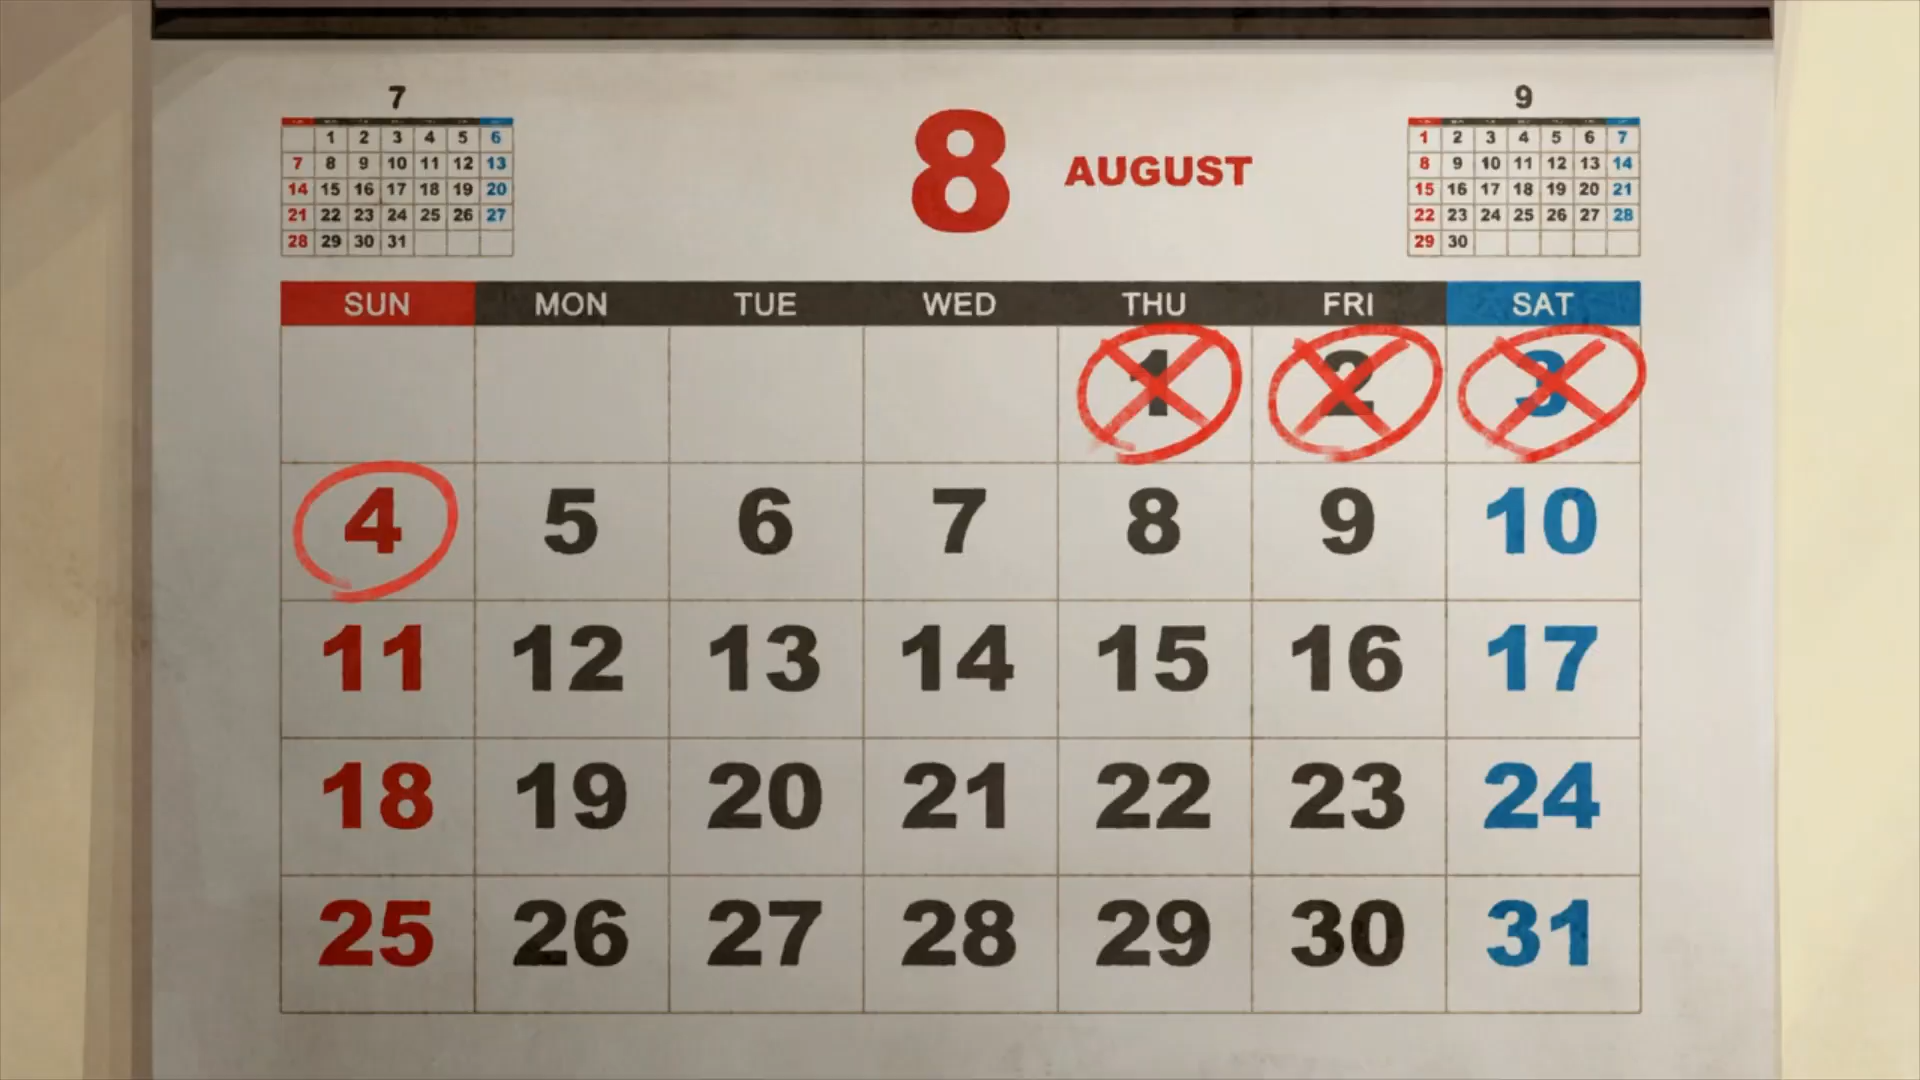 7
1 2 3 4 5 6
7 8 9 10 11 12 13
14 15 16 17 18 19 20
21 22 23 24 25 26 27
28 29 30 31
8 AUGUST
9
1 2 3 4 5 6 7
8 9 10 11 12 13 14
15 16 17 18 19 20 21
22 23 24 25 26 27 28
29 30
SUN MON TUE WED THU FRI SAT
1 2 3
4 5 6 7 8 9 10
11 12 13 14 15 16 17
18 19 20 21 22 23 24
25 26 27 28 29 30 31